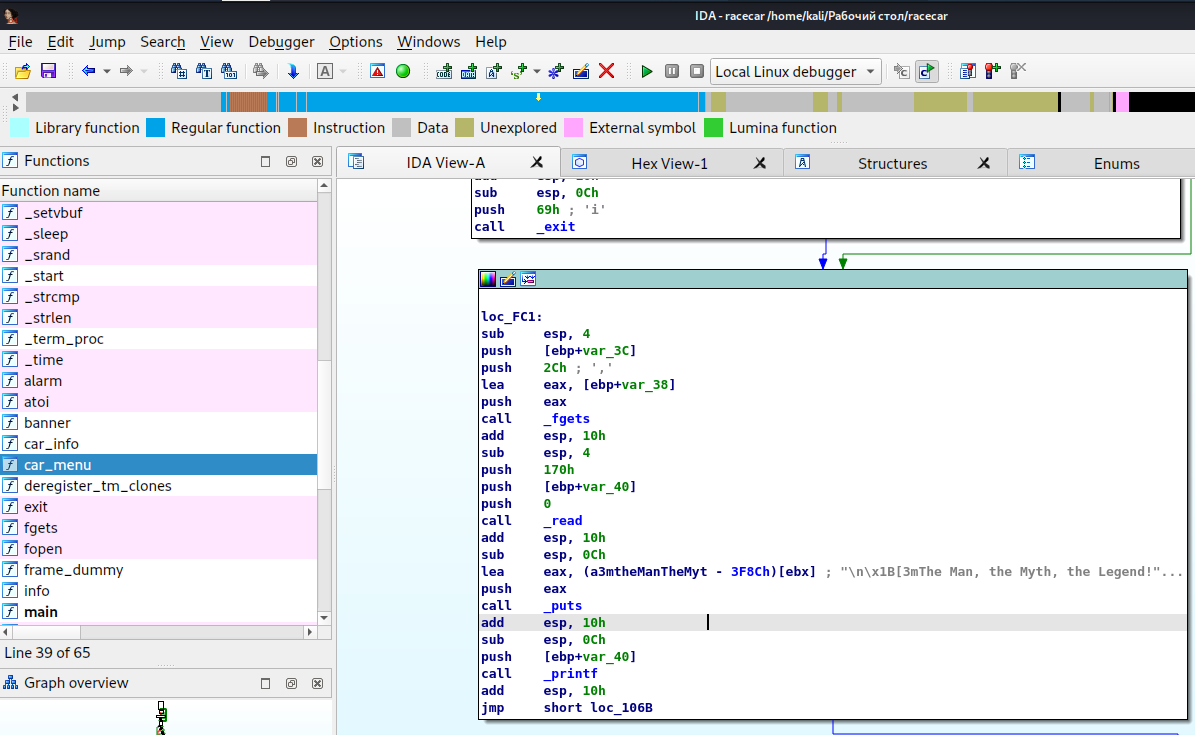 IDA - racecar /home/kali/Рабочий стол/racecar
File Edit Jump Search View Debugger Options Windows Help
Local Linux debugger
Library function Regular function Instruction Data Unexplored External symbol Lumina function
Functions
IDA View-A Hex View-1 Structures Enums
Function name
_setvbuf
_sleep
_srand
_start
_strcmp
_strlen
_term_proc
_time
alarm
atoi
banner
car_info
car_menu
deregister_tm_clones
exit
fgets
fopen
frame_dummy
info
main
Line 39 of 65
Graph overview
sub esp, 0Ch
push 69h ; 'i'
call _exit
loc_FC1:
sub esp, 4
push [ebp+var_3C]
push 2Ch ; ','
lea eax, [ebp+var_38]
push eax
call _fgets
add esp, 10h
sub esp, 4
push 170h
push [ebp+var_40]
push 0
call _read
add esp, 10h
sub esp, 0Ch
lea eax, (a3mtheManTheMyt - 3F8Ch)[ebx] ; "\n\x1B[3mThe Man, the Myth, the Legend!"...
push eax
call _puts
add esp, 10h
sub esp, 0Ch
push [ebp+var_40]
call _printf
add esp, 10h
jmp short loc_106B